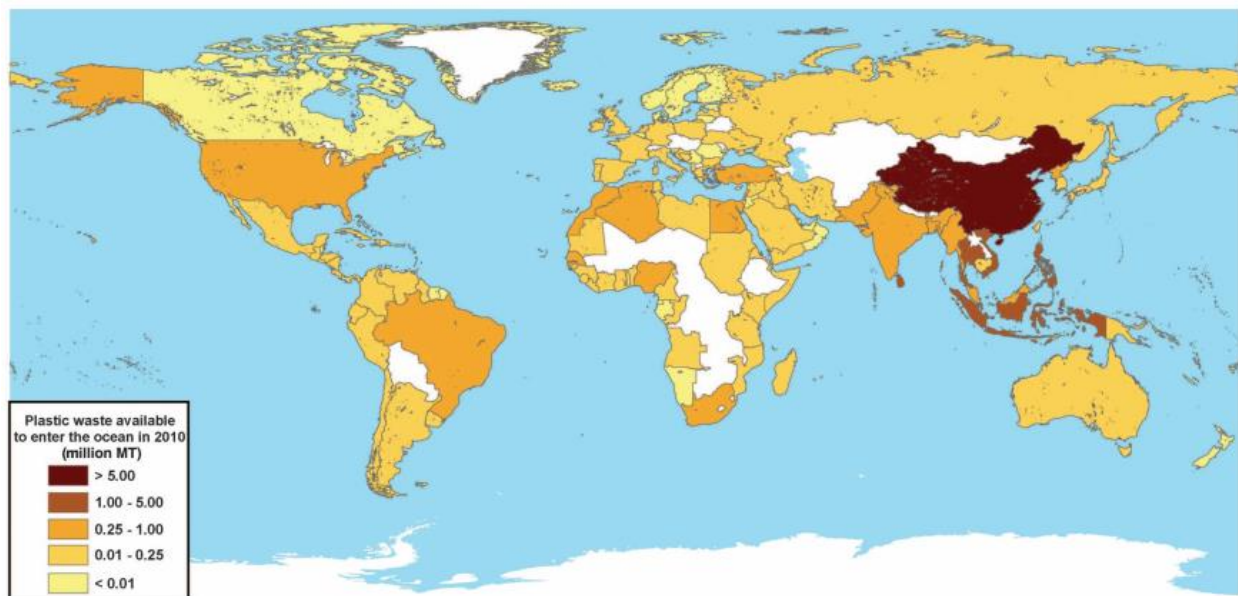 Plastic waste available
to enter the ocean in 2010
(million MT)
> 5.00
1.00 - 5.00
0.25 - 1.00
0.01 - 0.25
< 0.01